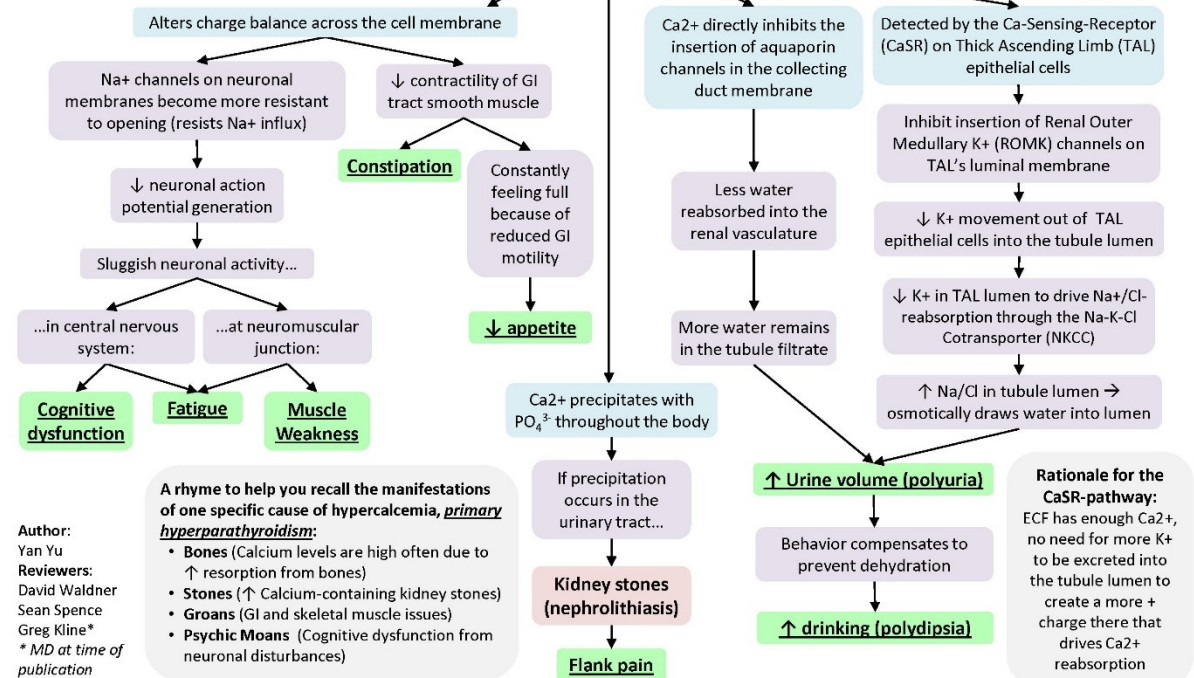 Alters charge balance across the cell membrane
Na+ channels on neuronal
membranes become more resistant
to opening (resists Na+ influx)
↓ neuronal action
potential generation
Sluggish neuronal activity...
...in central nervous
system:
...at neuromuscular
junction:
Cognitive
dysfunction
Fatigue
Muscle
Weakness
↓ contractility of GI
tract smooth muscle
Constipation
Constantly
feeling full
because of
reduced GI
motility
↓ appetite
Ca2+ precipitates with
PO₄³⁻ throughout the body
If precipitation
occurs in the
urinary tract...
Kidney stones
(nephrolithiasis)
Flank pain
Ca2+ directly inhibits the
insertion of aquaporin
channels in the collecting
duct membrane
Less water
reabsorbed into the
renal vasculature
More water remains
in the tubule filtrate
Detected by the Ca-Sensing-Receptor
(CaSR) on Thick Ascending Limb (TAL)
epithelial cells
Inhibit insertion of Renal Outer
Medullary K+ (ROMK) channels on
TAL's luminal membrane
↓ K+ movement out of TAL
epithelial cells into the tubule lumen
↓ K+ in TAL lumen to drive Na+/Cl-
reabsorption through the Na-K-Cl
Cotransporter (NKCC)
↑ Na/Cl in tubule lumen →
osmotically draws water into lumen
↑ Urine volume (polyuria)
Behavior compensates to
prevent dehydration
↑ drinking (polydipsia)
Rationale for the
CaSR-pathway:
ECF has enough Ca2+,
no need for more K+
to be excreted into
the tubule lumen to
create a more +
charge there that
drives Ca2+
reabsorption
A rhyme to help you recall the manifestations
of one specific cause of hypercalcemia, primary
hyperparathyroidism:
• Bones (Calcium levels are high often due to
↑ resorption from bones)
• Stones (↑ Calcium-containing kidney stones)
• Groans (GI and skeletal muscle issues)
• Psychic Moans (Cognitive dysfunction from
neuronal disturbances)
Author:
Yan Yu
Reviewers:
David Waldner
Sean Spence
Greg Kline*
* MD at time of
publication